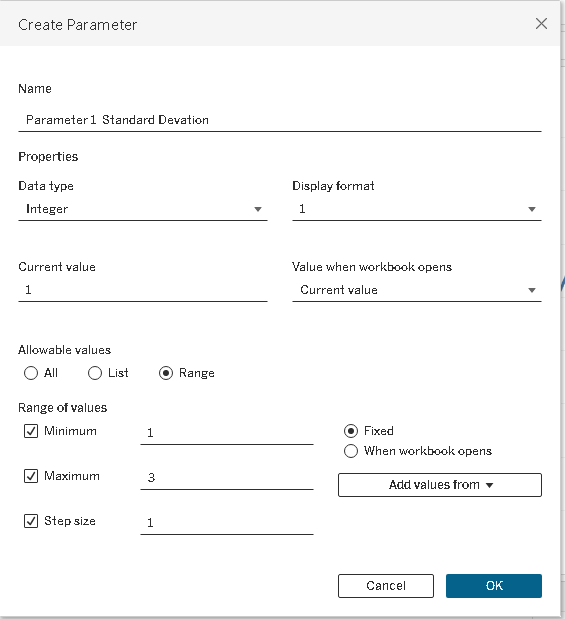 Create Parameter
Name
Parameter 1 Standard Devation
Properties
Data type
Display format
Integer
1
Current value
Value when workbook opens
1
Current value
Allowable values
All List Range
Range of values
Minimum 1
Fixed
When workbook opens
Maximum 3
Add values from
Step size 1
Cancel OK